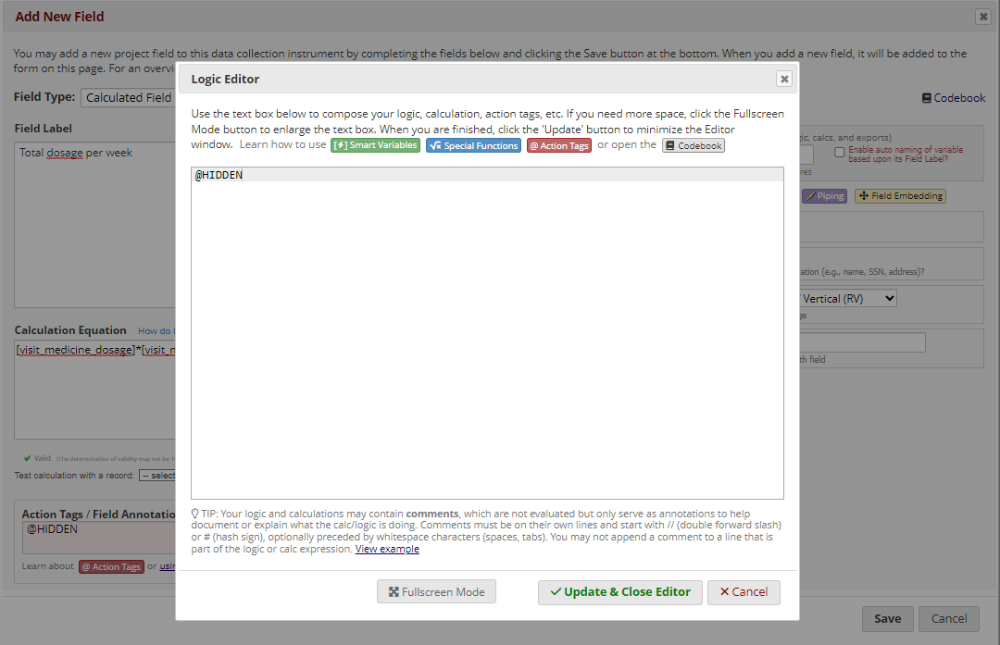 Add New Field
You may add a new project field to this data collection instrument by completing the fields below and clicking the Save button at the bottom. When you add a new field, it will be added to the
form on this page. For an overvi
Field Type: Calculated Field
Codebook
Field Label
Total dosage per week
ic, calcs, and exports)
Enable auto naming of variable
based upon its Field Label?
res
Piping
Field Embedding
ation (e.g., name, SSN, address)?
Vertical (RV)
ge
th field
Calculation Equation How do
[visit_medicine_dosage]*[visit_
Valid (The determination of validity may not be
Test calculation with a record: -- select
Action Tags / Field Annotatio
@HIDDEN
Learn about @ Action Tags or usin
Save
Cancel
Logic Editor
Use the text box below to compose your logic, calculation, action tags, etc. If you need more space, click the Fullscreen
Mode button to enlarge the text box. When you are finished, click the 'Update' button to minimize the Editor
window. Learn how to use [⚡] Smart Variables √x Special Functions @ Action Tags or open the Codebook
@HIDDEN
TIP: Your logic and calculations may contain comments, which are not evaluated but only serve as annotations to help
document or explain what the calc/logic is doing. Comments must be on their own lines and start with // (double forward slash)
or # (hash sign), optionally preceded by whitespace characters (spaces, tabs). You may not append a comment to a line that is
part of the logic or calc expression. View example
Fullscreen Mode
Update & Close Editor
Cancel